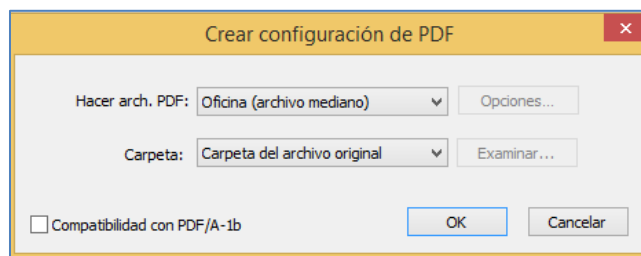 Crear configuración de PDF
Hacer arch. PDF: Oficina (archivo mediano) Opciones...
Carpeta: Carpeta del archivo original Examinar...
Compatibilidad con PDF/A-1b OK Cancelar